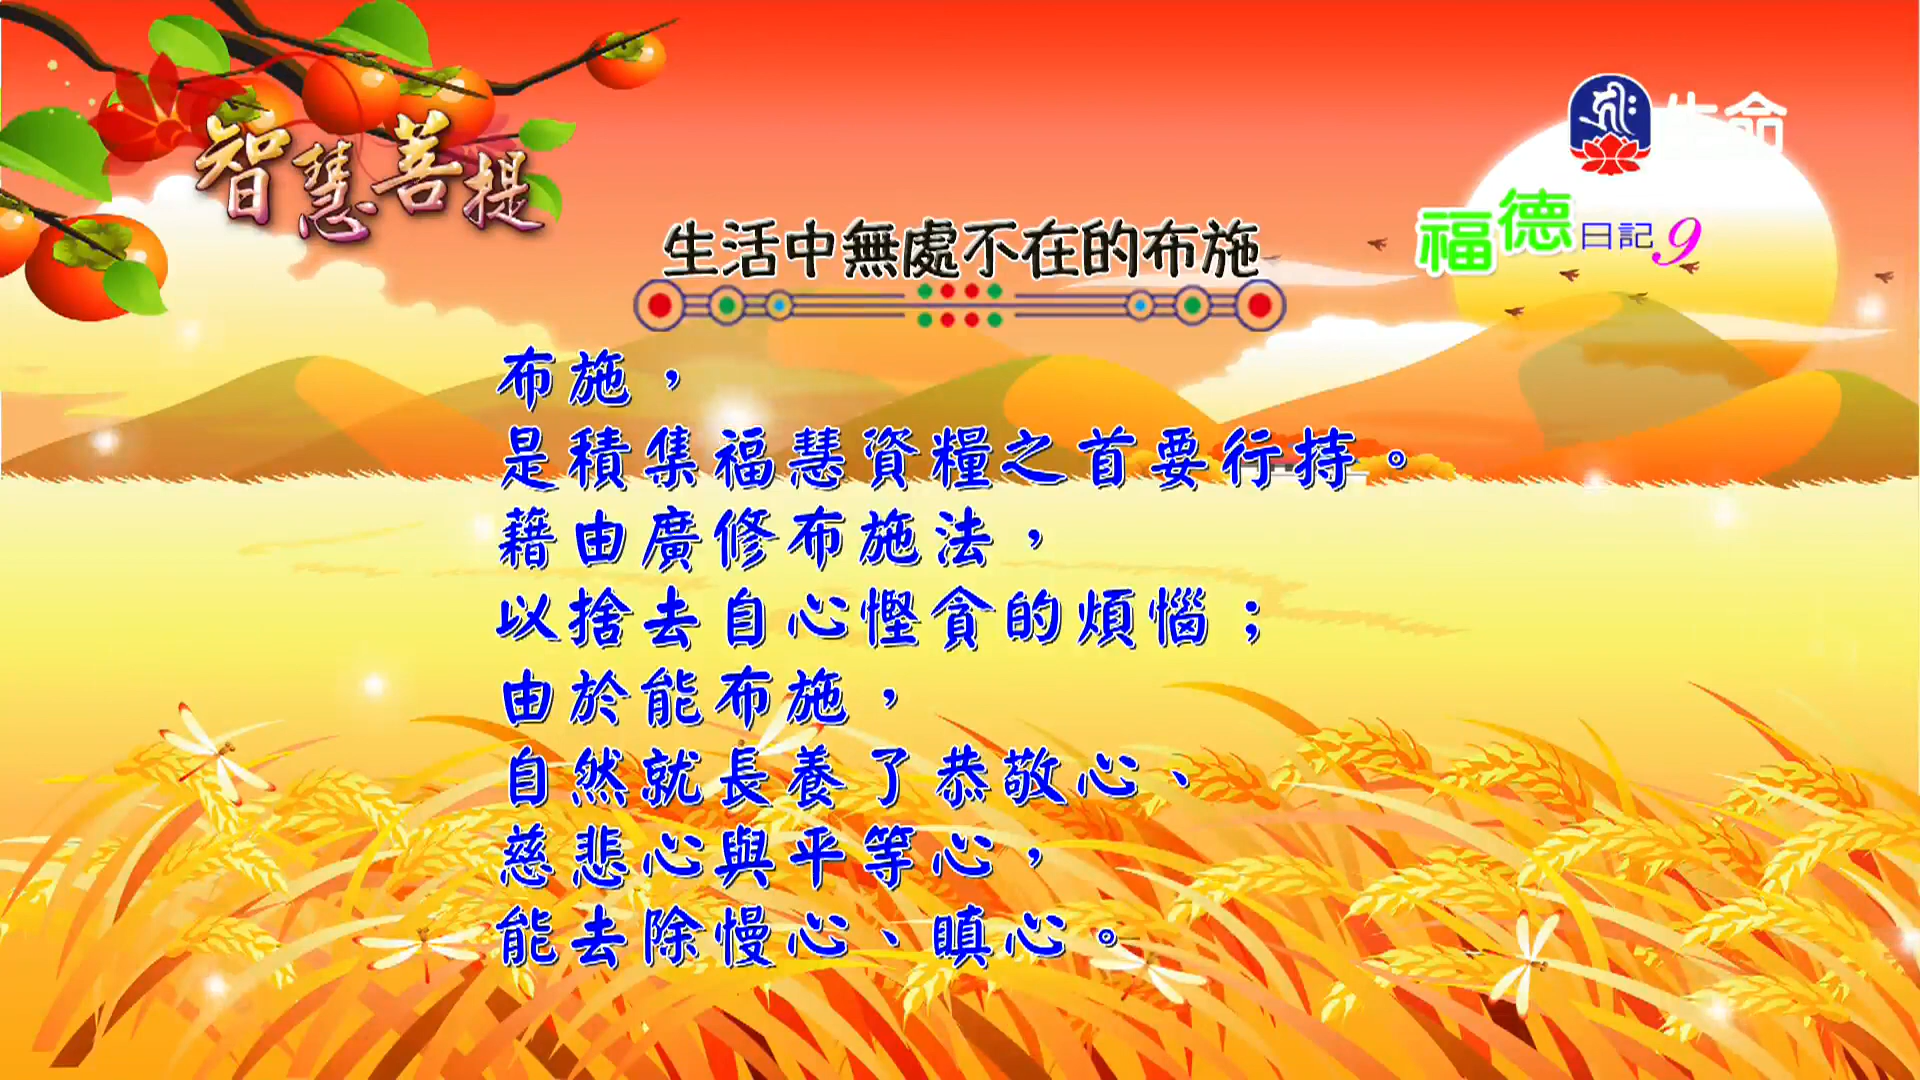 智慧菩提
生命
福德日記9
生活中無處不在的布施
布施，
是積集福慧資糧之首要行持。
藉由廣修布施法，
以捨去自心慳貪的煩惱；
由於能布施，
自然就長養了恭敬心、
慈悲心與平等心，
能去除慢心、瞋心。